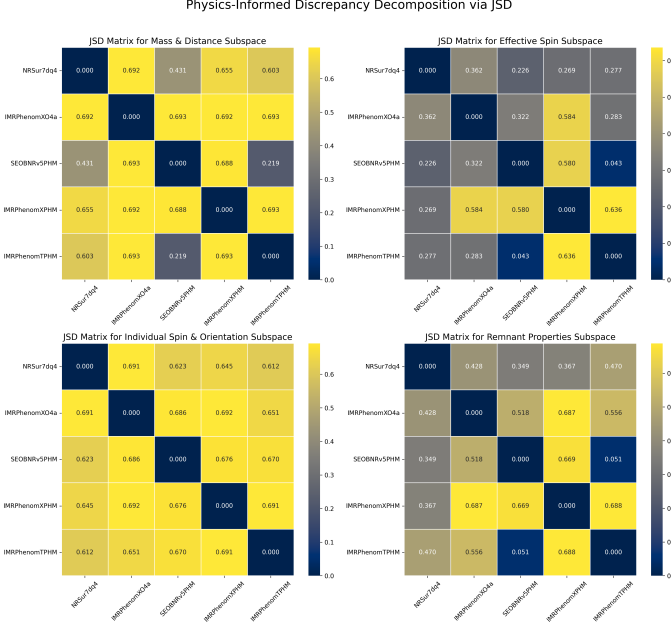 Physics-Informed Discrepancy Decomposition via JSD
JSD Matrix for Mass & Distance Subspace
NRSur7dq4 0.000 0.692 0.431 0.655 0.603
IMRPhenomXO4a 0.692 0.000 0.693 0.692 0.693
SEOBNRv5PHM 0.431 0.693 0.000 0.688 0.219
IMRPhenomXPHM 0.655 0.692 0.688 0.000 0.693
IMRPhenomTPHM 0.603 0.693 0.219 0.693 0.000
NRSur7dq4 IMRPhenomXO4a SEOBNRv5PHM IMRPhenomXPHM IMRPhenomTPHM
0.6
0.5
0.4
0.3
0.2
0.1
0.0
JSD Matrix for Effective Spin Subspace
NRSur7dq4 0.000 0.362 0.226 0.269 0.277
IMRPhenomXO4a 0.362 0.000 0.322 0.584 0.283
SEOBNRv5PHM 0.226 0.322 0.000 0.580 0.043
IMRPhenomXPHM 0.269 0.584 0.580 0.000 0.636
IMRPhenomTPHM 0.277 0.283 0.043 0.636 0.000
NRSur7dq4 IMRPhenomXO4a SEOBNRv5PHM IMRPhenomXPHM IMRPhenomTPHM
JSD Matrix for Individual Spin & Orientation Subspace
NRSur7dq4 0.000 0.691 0.623 0.645 0.612
IMRPhenomXO4a 0.691 0.000 0.686 0.692 0.651
SEOBNRv5PHM 0.623 0.686 0.000 0.676 0.670
IMRPhenomXPHM 0.645 0.692 0.676 0.000 0.691
IMRPhenomTPHM 0.612 0.651 0.670 0.691 0.000
NRSur7dq4 IMRPhenomXO4a SEOBNRv5PHM IMRPhenomXPHM IMRPhenomTPHM
0.6
0.5
0.4
0.3
0.2
0.1
0.0
JSD Matrix for Remnant Properties Subspace
NRSur7dq4 0.000 0.428 0.349 0.367 0.470
IMRPhenomXO4a 0.428 0.000 0.518 0.687 0.556
SEOBNRv5PHM 0.349 0.518 0.000 0.669 0.051
IMRPhenomXPHM 0.367 0.687 0.669 0.000 0.688
IMRPhenomTPHM 0.470 0.556 0.051 0.688 0.000
NRSur7dq4 IMRPhenomXO4a SEOBNRv5PHM IMRPhenomXPHM IMRPhenomTPHM